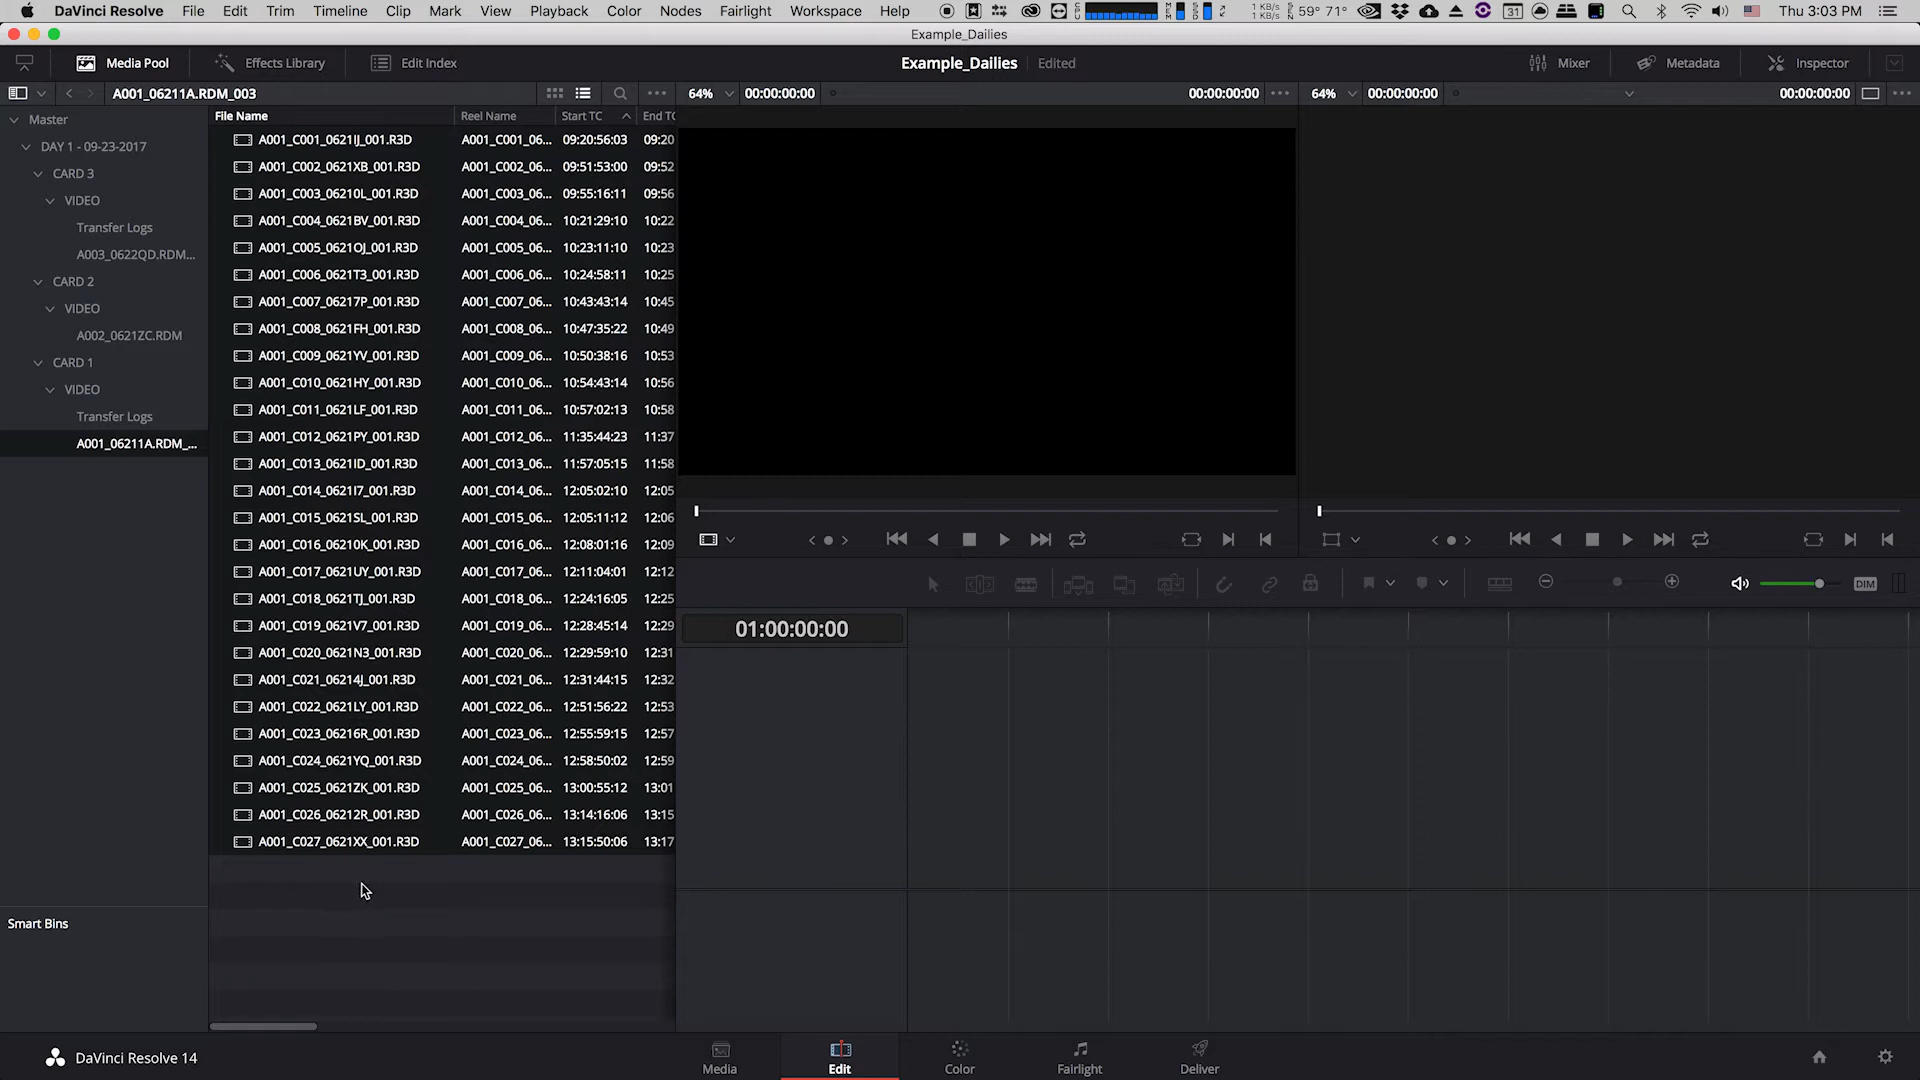 DaVinci Resolve File Edit Trim Timeline Clip Mark View Playback Color Nodes Fairlight Workspace Help 1 KB/s 1 KB/s 59° 71° 31 Thu 3:03 PM
Example_Dailies
Media Pool Effects Library Edit Index Example_Dailies Edited Mixer Metadata Inspector
A001_06211A.RDM_003 64% 00:00:00:00 00:00:00:00 64% 00:00:00:00 00:00:00:00
File Name Reel Name Start TC End TC
Master
DAY 1 - 09-23-2017
CARD 3
VIDEO
Transfer Logs
A003_0622QD.RDM...
CARD 2
VIDEO
A002_0621ZC.RDM
CARD 1
VIDEO
Transfer Logs
A001_06211A.RDM_...
A001_C001_0621IJ_001.R3D A001_C001_06... 09:20:56:03 09:20
A001_C002_0621XB_001.R3D A001_C002_06... 09:51:53:00 09:52
A001_C003_06210L_001.R3D A001_C003_06... 09:55:16:11 09:56
A001_C004_0621BV_001.R3D A001_C004_06... 10:21:29:10 10:22
A001_C005_0621OJ_001.R3D A001_C005_06... 10:23:11:10 10:23
A001_C006_0621T3_001.R3D A001_C006_06... 10:24:58:11 10:25
A001_C007_06217P_001.R3D A001_C007_06... 10:43:43:14 10:45
A001_C008_0621FH_001.R3D A001_C008_06... 10:47:35:22 10:49
A001_C009_0621YV_001.R3D A001_C009_06... 10:50:38:16 10:53
A001_C010_0621HY_001.R3D A001_C010_06... 10:54:43:14 10:56
A001_C011_0621LF_001.R3D A001_C011_06... 10:57:02:13 10:58
A001_C012_0621PY_001.R3D A001_C012_06... 11:35:44:23 11:37
A001_C013_0621ID_001.R3D A001_C013_06... 11:57:05:15 11:58
A001_C014_0621I7_001.R3D A001_C014_06... 12:05:02:10 12:05
A001_C015_0621SL_001.R3D A001_C015_06... 12:05:11:12 12:06
A001_C016_06210K_001.R3D A001_C016_06... 12:08:01:16 12:09
A001_C017_0621UY_001.R3D A001_C017_06... 12:11:04:01 12:12
A001_C018_0621TJ_001.R3D A001_C018_06... 12:24:16:05 12:25
A001_C019_0621V7_001.R3D A001_C019_06... 12:28:45:14 12:29
A001_C020_0621N3_001.R3D A001_C020_06... 12:29:59:10 12:31
A001_C021_06214J_001.R3D A001_C021_06... 12:31:44:15 12:32
A001_C022_0621LY_001.R3D A001_C022_06... 12:51:56:22 12:53
A001_C023_06216R_001.R3D A001_C023_06... 12:55:59:15 12:57
A001_C024_0621YQ_001.R3D A001_C024_06... 12:58:50:02 12:59
A001_C025_0621ZK_001.R3D A001_C025_06... 13:00:55:12 13:01
A001_C026_06212R_001.R3D A001_C026_06... 13:14:16:06 13:15
A001_C027_0621XX_001.R3D A001_C027_06... 13:15:50:06 13:17
DIM
01:00:00:00
Smart Bins
DaVinci Resolve 14
Media Edit Color Fairlight Deliver